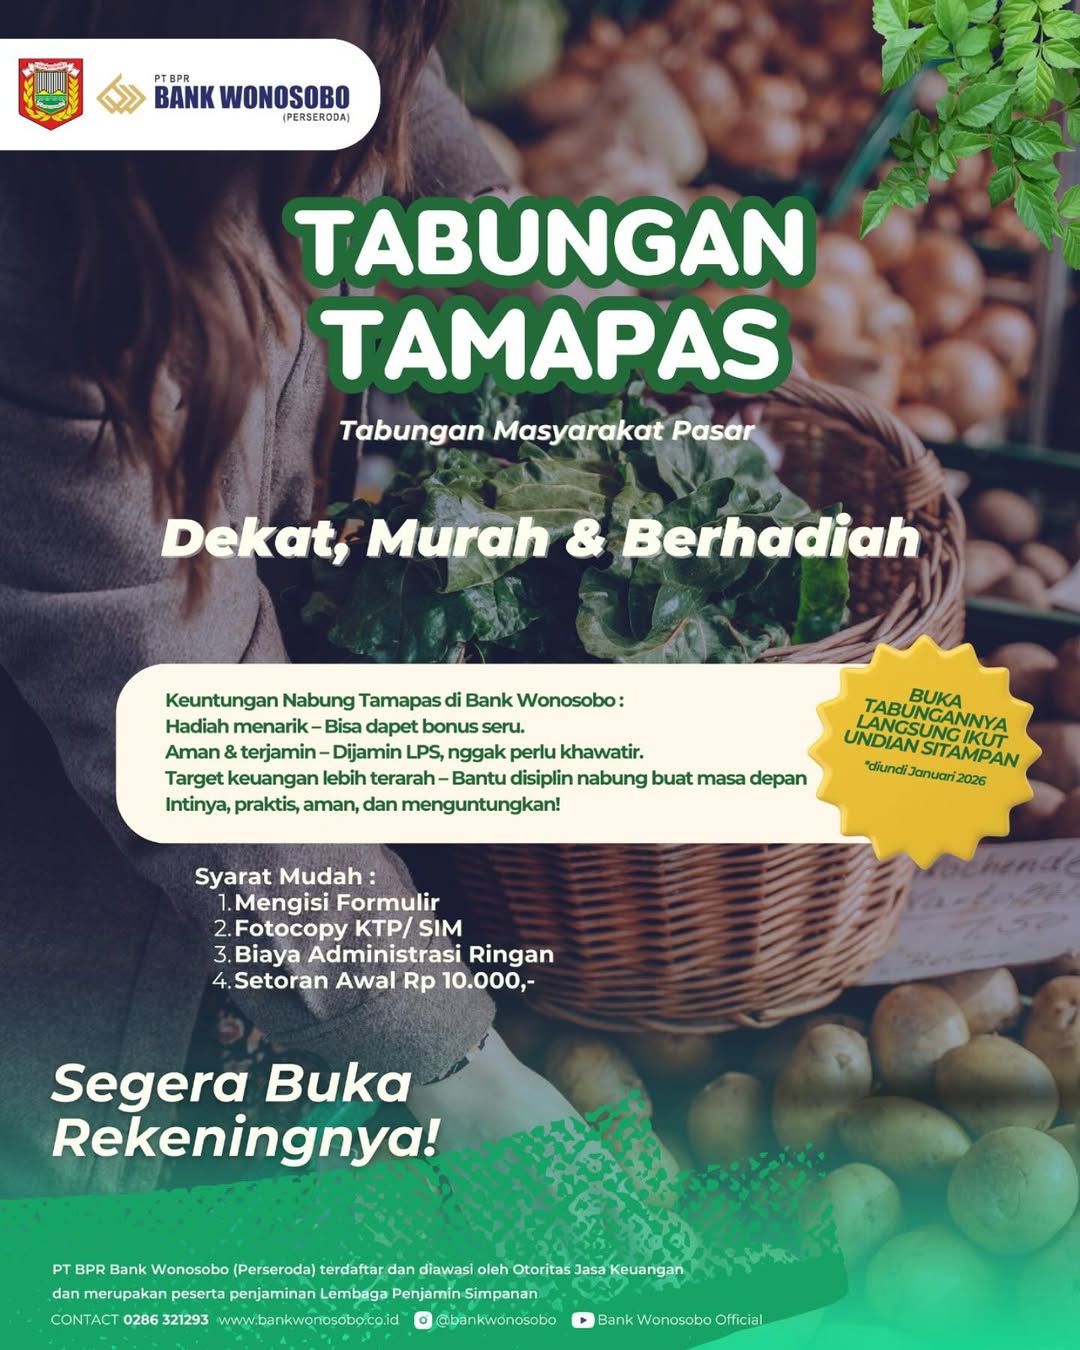 PT BPR
BANK WONOSOBO
(PERSERODA)
TABUNGAN
TAMAPAS
Tabungan Masyarakat Pasar
Dekat, Murah & Berhadiah
Keuntungan Nabung Tamapas di Bank Wonosobo :
Hadiah menarik – Bisa dapet bonus seru.
Aman & terjamin – Dijamin LPS, nggak perlu khawatir.
Target keuangan lebih terarah – Bantu disiplin nabung buat masa depan
Intinya, praktis, aman, dan menguntungkan!
BUKA
TABUNGANNYA
LANGSUNG IKUT
UNDIAN SITAMPAN
*diundi Januari 2026
Syarat Mudah :
1. Mengisi Formulir
2. Fotocopy KTP/ SIM
3. Biaya Administrasi Ringan
4. Setoran Awal Rp 10.000,-
Segera Buka
Rekeningnya!
PT BPR Bank Wonosobo (Perseroda) terdaftar dan diawasi oleh Otoritas Jasa Keuangan
dan merupakan peserta penjaminan Lembaga Penjamin Simpanan
CONTACT 0286 321293 www.bankwonosobo.co.id @bankwonosobo Bank Wonosobo Official